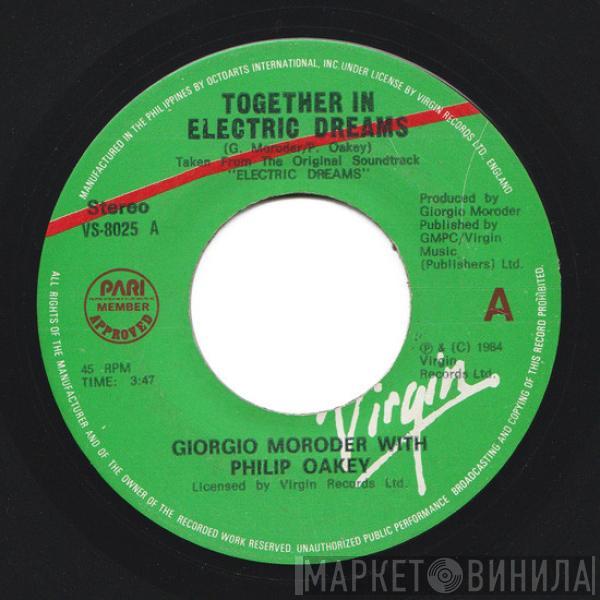 MANUFACTURED IN THE PHILIPPINES BY OCTOARTS INTERNATIONAL, INC. UNDER LICENSE BY VIRGIN RECORDS LTD. ENGLAND
TOGETHER IN
ELECTRIC DREAMS
(G. Moroder/P. Oakey)
Taken From The Original Soundtrack
"ELECTRIC DREAMS"
Stereo
VS-8025 A
Produced by
Giorgio Moroder
Published by
GMPC/Virgin
Music
(Publishers) Ltd.
PARI
MEMBER
APPROVED
A
45 RPM
TIME: 3:47
℗ & (C) 1984
Virgin
Records Ltd.
Virgin
GIORGIO MORODER WITH
PHILIP OAKEY
Licensed by Virgin Records Ltd.
ALL RIGHTS OF THE MANUFACTURER AND OF THE OWNER OF THE RECORDED WORK RESERVED. UNAUTHORIZED PUBLIC PERFORMANCE BROADCASTING AND COPYING OF THIS RECORD PROHIBITED.
МАРКЕТ ВИНИЛА